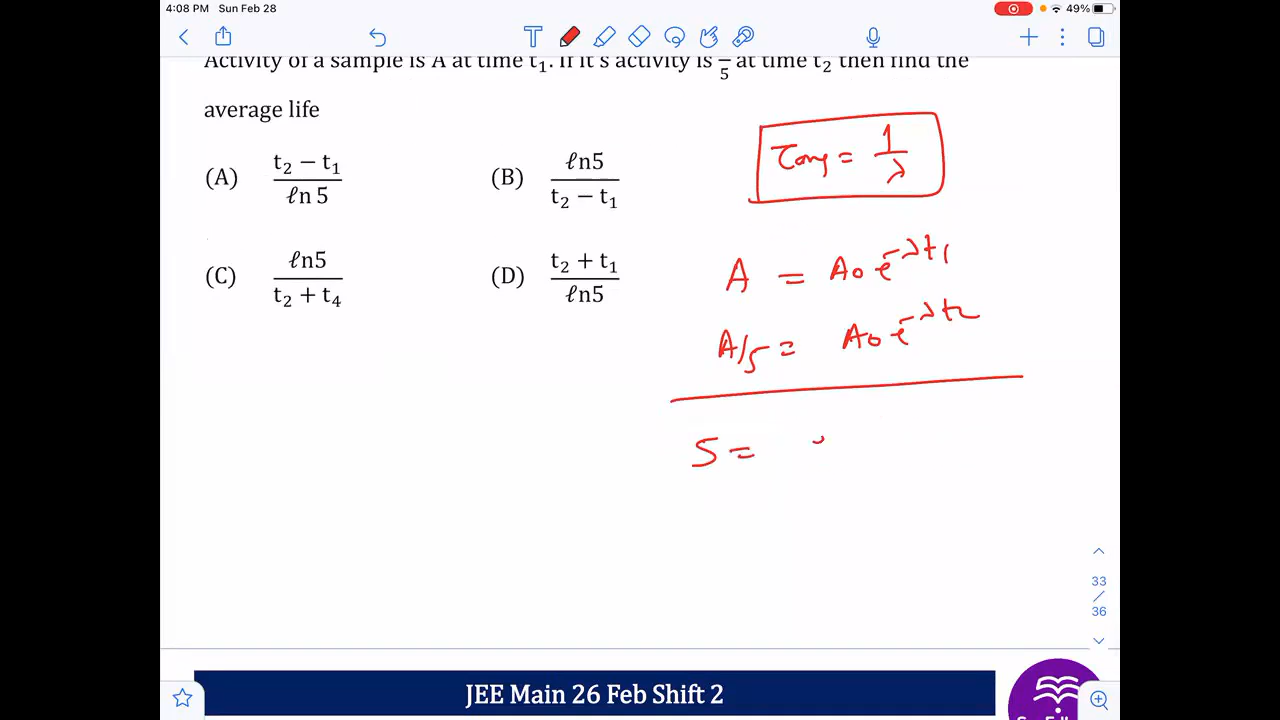 4:08 PM Sun Feb 28
49%
Activity of a sample is A at time t₁. If it's activity is –/5 at time t₂ then find the
average life
(A) (t₂ − t₁)/(ℓn 5)
(B) (ℓn5)/(t₂ − t₁)
(C) (ℓn5)/(t₂ + t₄)
(D) (t₂ + t₁)/(ℓn5)
τavg = 1/λ
A = A₀ e^(−λt₁)
A/5 = A₀ e^(−λt₂)
5 =
33
/
36
JEE Main 26 Feb Shift 2